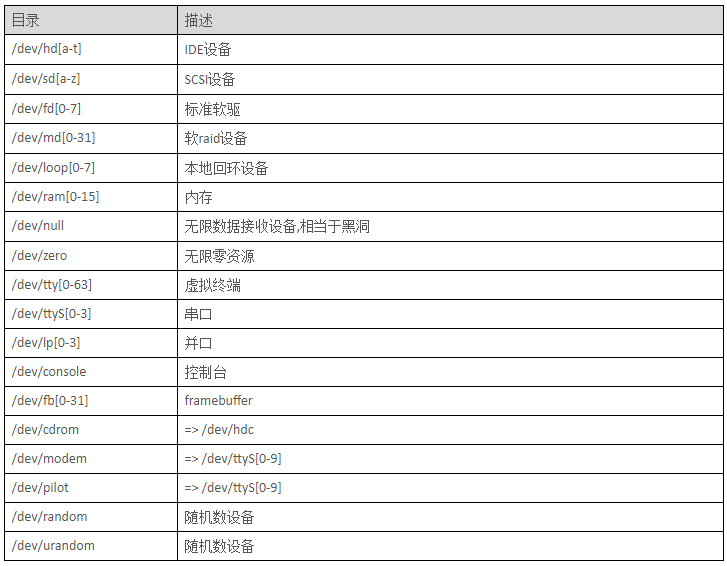 目录 描述
/dev/hd[a-t] IDE设备
/dev/sd[a-z] SCSI设备
/dev/fd[0-7] 标准软驱
/dev/md[0-31] 软raid设备
/dev/loop[0-7] 本地回环设备
/dev/ram[0-15] 内存
/dev/null 无限数据接收设备,相当于黑洞
/dev/zero 无限零资源
/dev/tty[0-63] 虚拟终端
/dev/ttyS[0-3] 串口
/dev/lp[0-3] 并口
/dev/console 控制台
/dev/fb[0-31] framebuffer
/dev/cdrom => /dev/hdc
/dev/modem => /dev/ttyS[0-9]
/dev/pilot => /dev/ttyS[0-9]
/dev/random 随机数设备
/dev/urandom 随机数设备